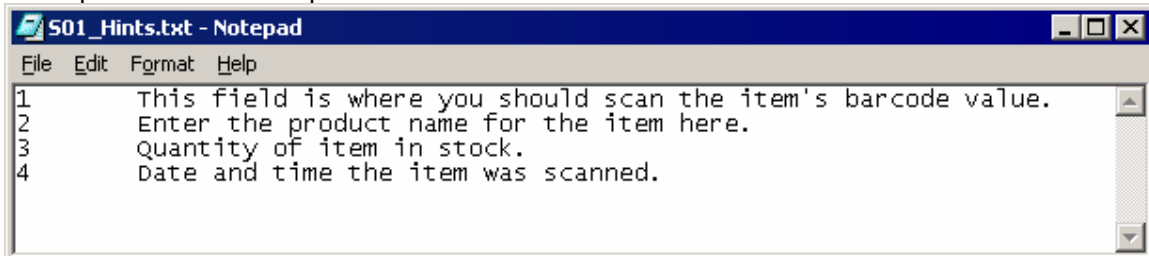 S01_Hints.txt - Notepad
File Edit Format Help
1 This field is where you should scan the item's barcode value.
2 Enter the product name for the item here.
3 Quantity of item in stock.
4 Date and time the item was scanned.